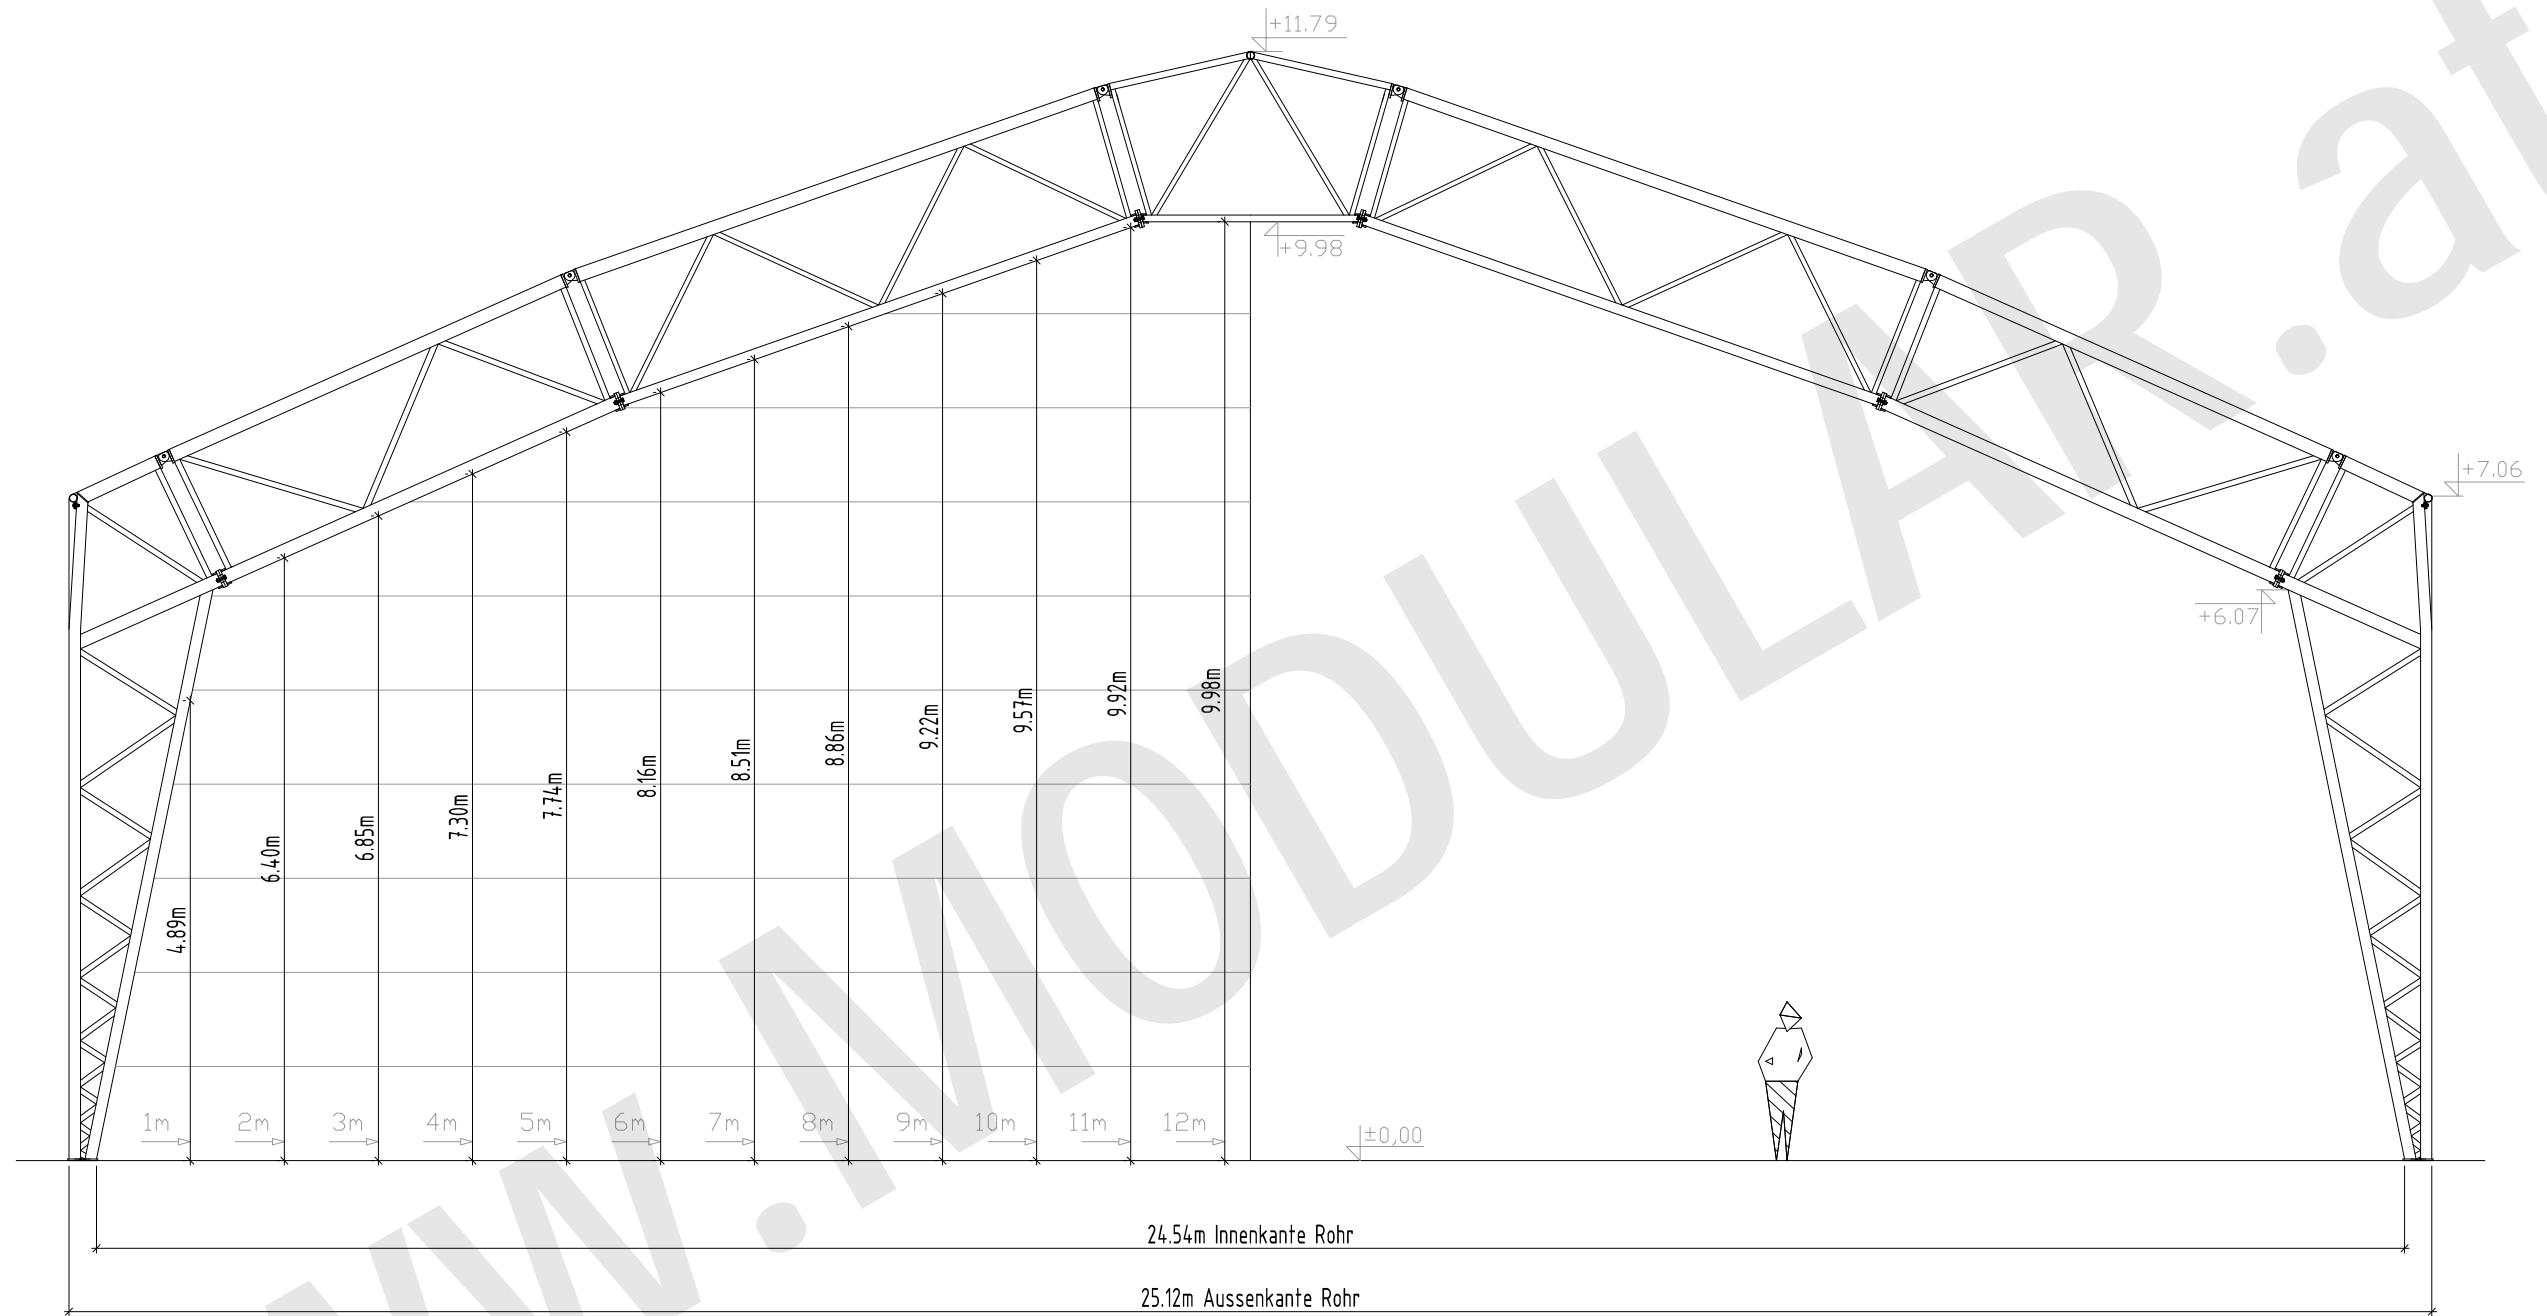 +11.79
+9.98
+7.06
+6.07
4.89m
6.40m
6.85m
7.30m
7.74m
8.16m
8.51m
8.86m
9.22m
9.57m
9.92m
9.98m
1m
2m
3m
4m
5m
6m
7m
8m
9m
10m
11m
12m
±0,00
24.54m Innenkante Rohr
25.12m Aussenkante Rohr
w.MODULAR.at